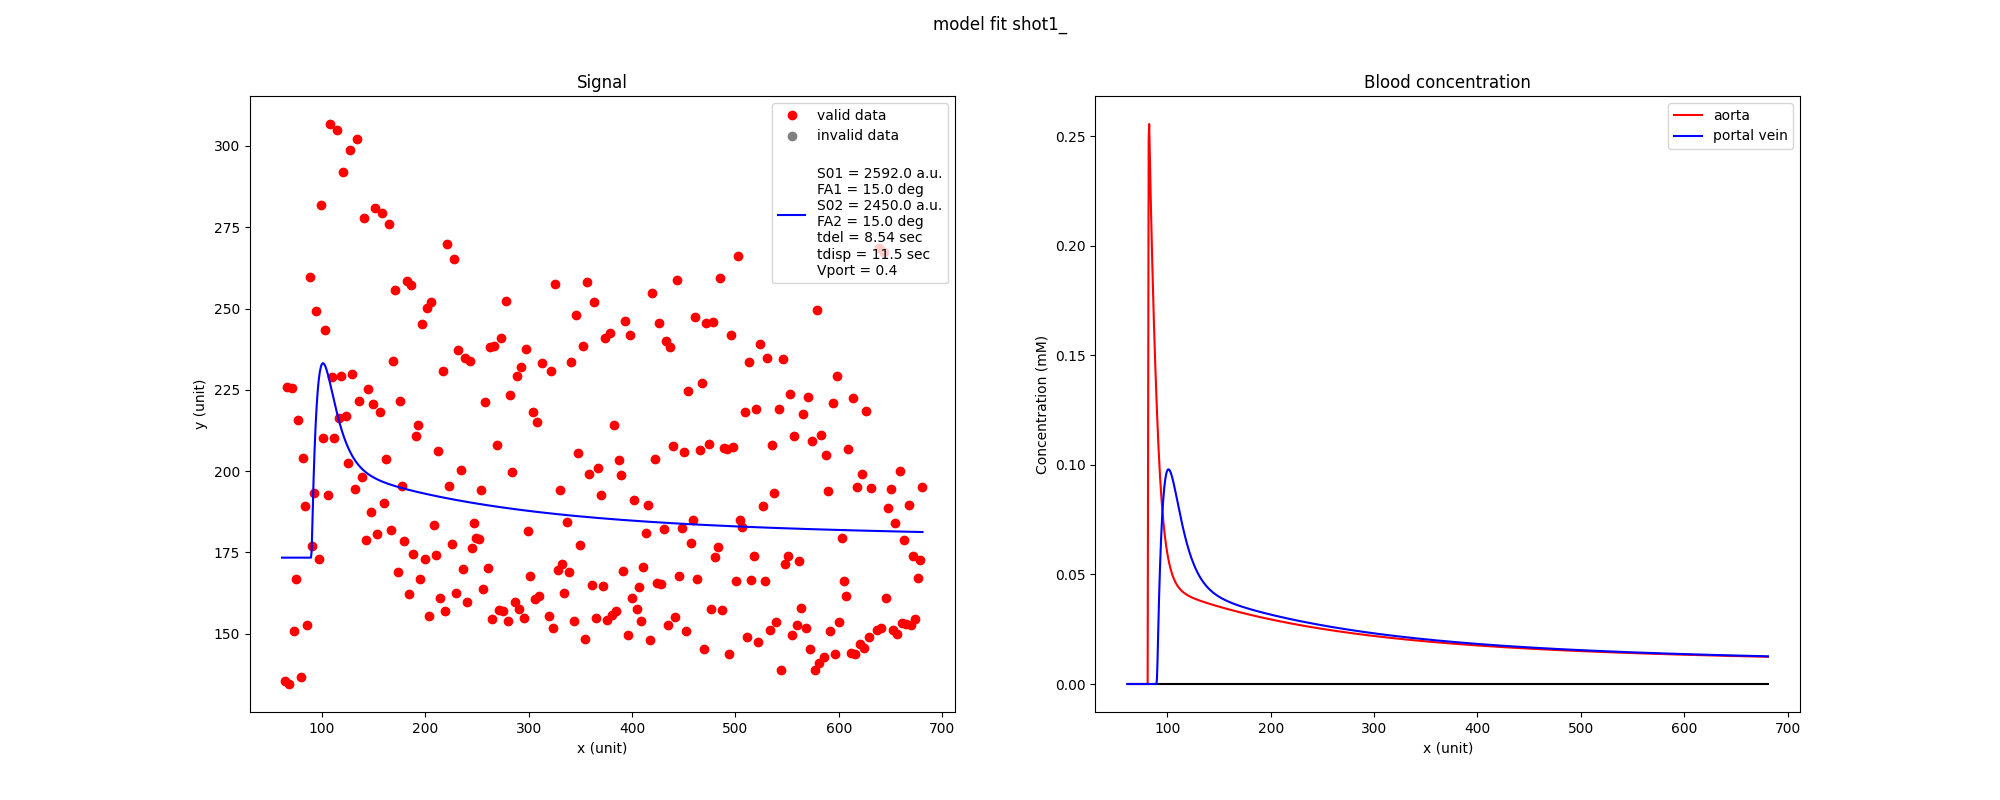 model fit shot1_
Signal
valid data
invalid data
S01 = 2592.0 a.u.
FA1 = 15.0 deg
S02 = 2450.0 a.u.
FA2 = 15.0 deg
tdel = 8.54 sec
tdisp = 11.5 sec
Vport = 0.4
y (unit)
300
275
250
225
200
175
150
100 200 300 400 500 600 700
x (unit)
Blood concentration
aorta
portal vein
Concentration (mM)
0.25
0.20
0.15
0.10
0.05
0.00
100 200 300 400 500 600 700
x (unit)